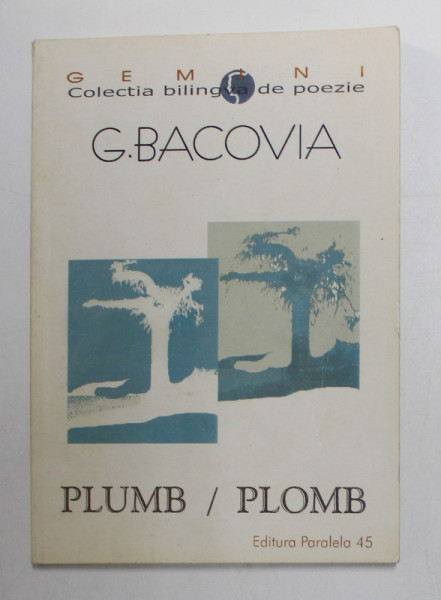 GEMINI
Colectia bilingva de poezie
G.BACOVIA
PLUMB / PLOMB
Editura Paralela 45